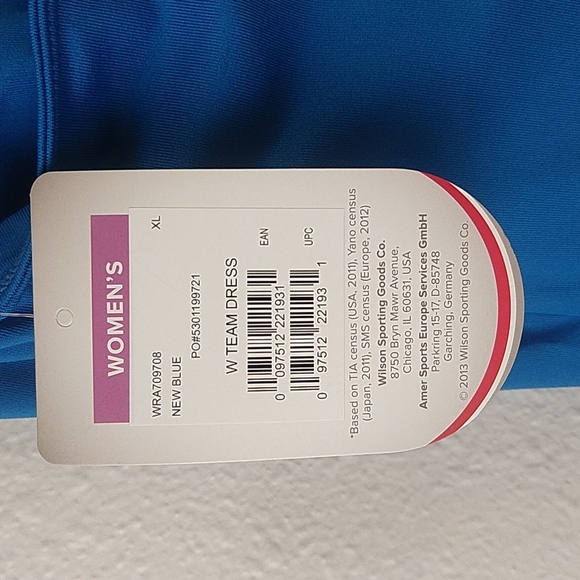 WOMEN'S
WRA709708 XL
NEW BLUE
PO#5301199721
W TEAM DRESS
EAN
0 097512 221931
UPC
0 97512 22193 1
*Based on TIA census (USA, 2011), Yano census
(Japan, 2011), SMS census (Europe, 2012)
Wilson Sporting Goods Co.
8750 Bryn Mawr Avenue,
Chicago, IL 60631, USA
Amer Sports Europe Services GmbH
Parkring 15-17, D-85748
Garching, Germany
© 2013 Wilson Sporting Goods Co.